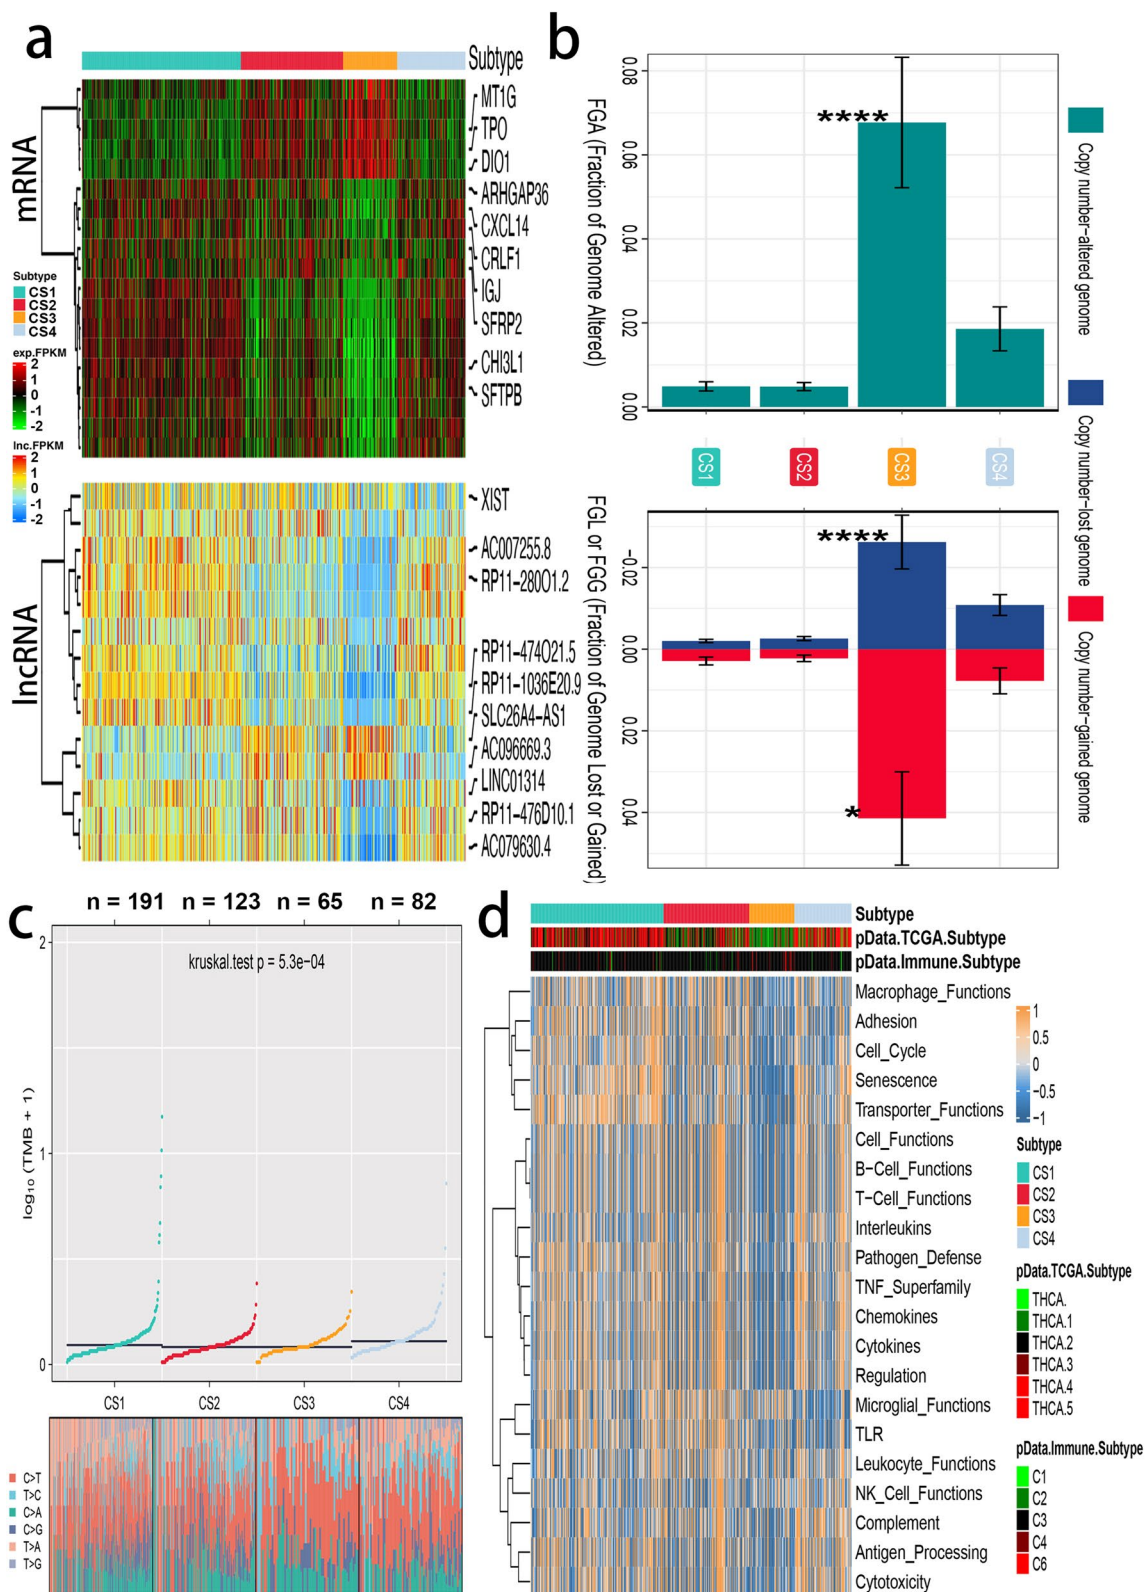 a
Subtype
mRNA
MT1G
TPO
DIO1
ARHGAP36
CXCL14
CRLF1
IGJ
SFRP2
CHI3L1
SFTPB
Subtype
CS1
CS2
CS3
CS4
exp.FPKM
2
1
0
-1
-2
lnc.FPKM
2
1
0
-1
-2
lncRNA
XIST
AC007255.8
RP11-280O1.2
RP11-474O21.5
RP11-1036E20.9
SLC26A4-AS1
AC096669.3
LINC01314
RP11-476D10.1
AC079630.4
b
FGA (Fraction of Genome Altered)
0.08
0.06
0.04
0.02
0.00
****
CS1
CS2
CS3
CS4
FGL or FGG (Fraction of Genome Lost or Gained)
-0.02
0.00
0.02
0.04
****
*
Copy number-altered genome
Copy number-lost genome
Copy number-gained genome
c
n = 191 n = 123 n = 65 n = 82
kruskal.test p = 5.3e-04
log₁₀ (TMB + 1)
2
1
0
CS1 CS2 CS3 CS4
C>T
T>C
C>A
C>G
T>A
T>G
d
Subtype
pData.TCGA.Subtype
pData.Immune.Subtype
Macrophage_Functions
Adhesion
Cell_Cycle
Senescence
Transporter_Functions
Cell_Functions
B-Cell_Functions
T-Cell_Functions
Interleukins
Pathogen_Defense
TNF_Superfamily
Chemokines
Cytokines
Regulation
Microglial_Functions
TLR
Leukocyte_Functions
NK_Cell_Functions
Complement
Antigen_Processing
Cytotoxicity
1
0.5
0
-0.5
-1
Subtype
CS1
CS2
CS3
CS4
pData.TCGA.Subtype
THCA.
THCA.1
THCA.2
THCA.3
THCA.4
THCA.5
pData.Immune.Subtype
C1
C2
C3
C4
C6